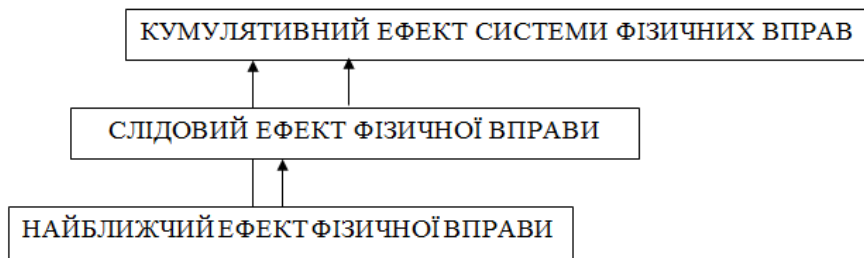 КУМУЛЯТИВНИЙ ЕФЕКТ СИСТЕМИ ФІЗИЧНИХ ВПРАВ
СЛІДОВИЙ ЕФЕКТ ФІЗИЧНОЇ ВПРАВИ
НАЙБЛИЖЧИЙ ЕФЕКТ ФІЗИЧНОЇ ВПРАВИ